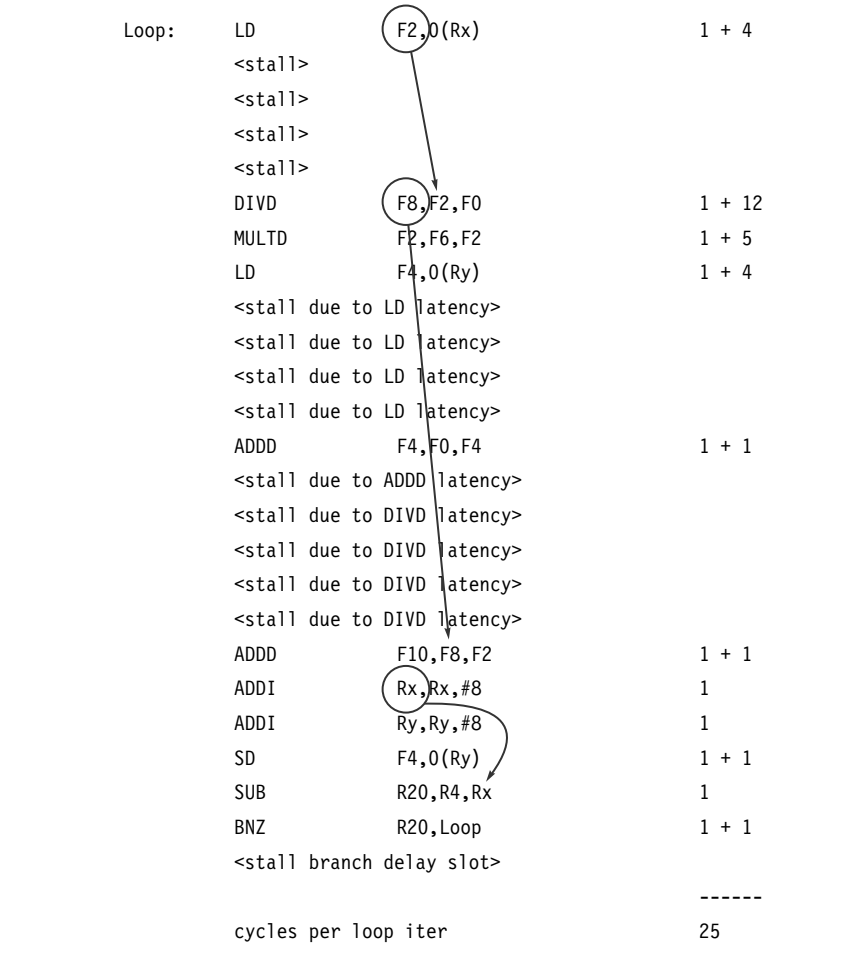 Loop: LD F2,0(Rx) 1 + 4
<stall>
<stall>
<stall>
<stall>
DIVD F8,F2,F0 1 + 12
MULTD F2,F6,F2 1 + 5
LD F4,0(Ry) 1 + 4
<stall due to LD latency>
<stall due to LD latency>
<stall due to LD latency>
<stall due to LD latency>
ADDD F4,F0,F4 1 + 1
<stall due to ADDD latency>
<stall due to DIVD latency>
<stall due to DIVD latency>
<stall due to DIVD latency>
<stall due to DIVD latency>
ADDD F10,F8,F2 1 + 1
ADDI Rx,Rx,#8 1
ADDI Ry,Ry,#8 1
SD F4,0(Ry) 1 + 1
SUB R20,R4,Rx 1
BNZ R20,Loop 1 + 1
<stall branch delay slot>
------
cycles per loop iter 25